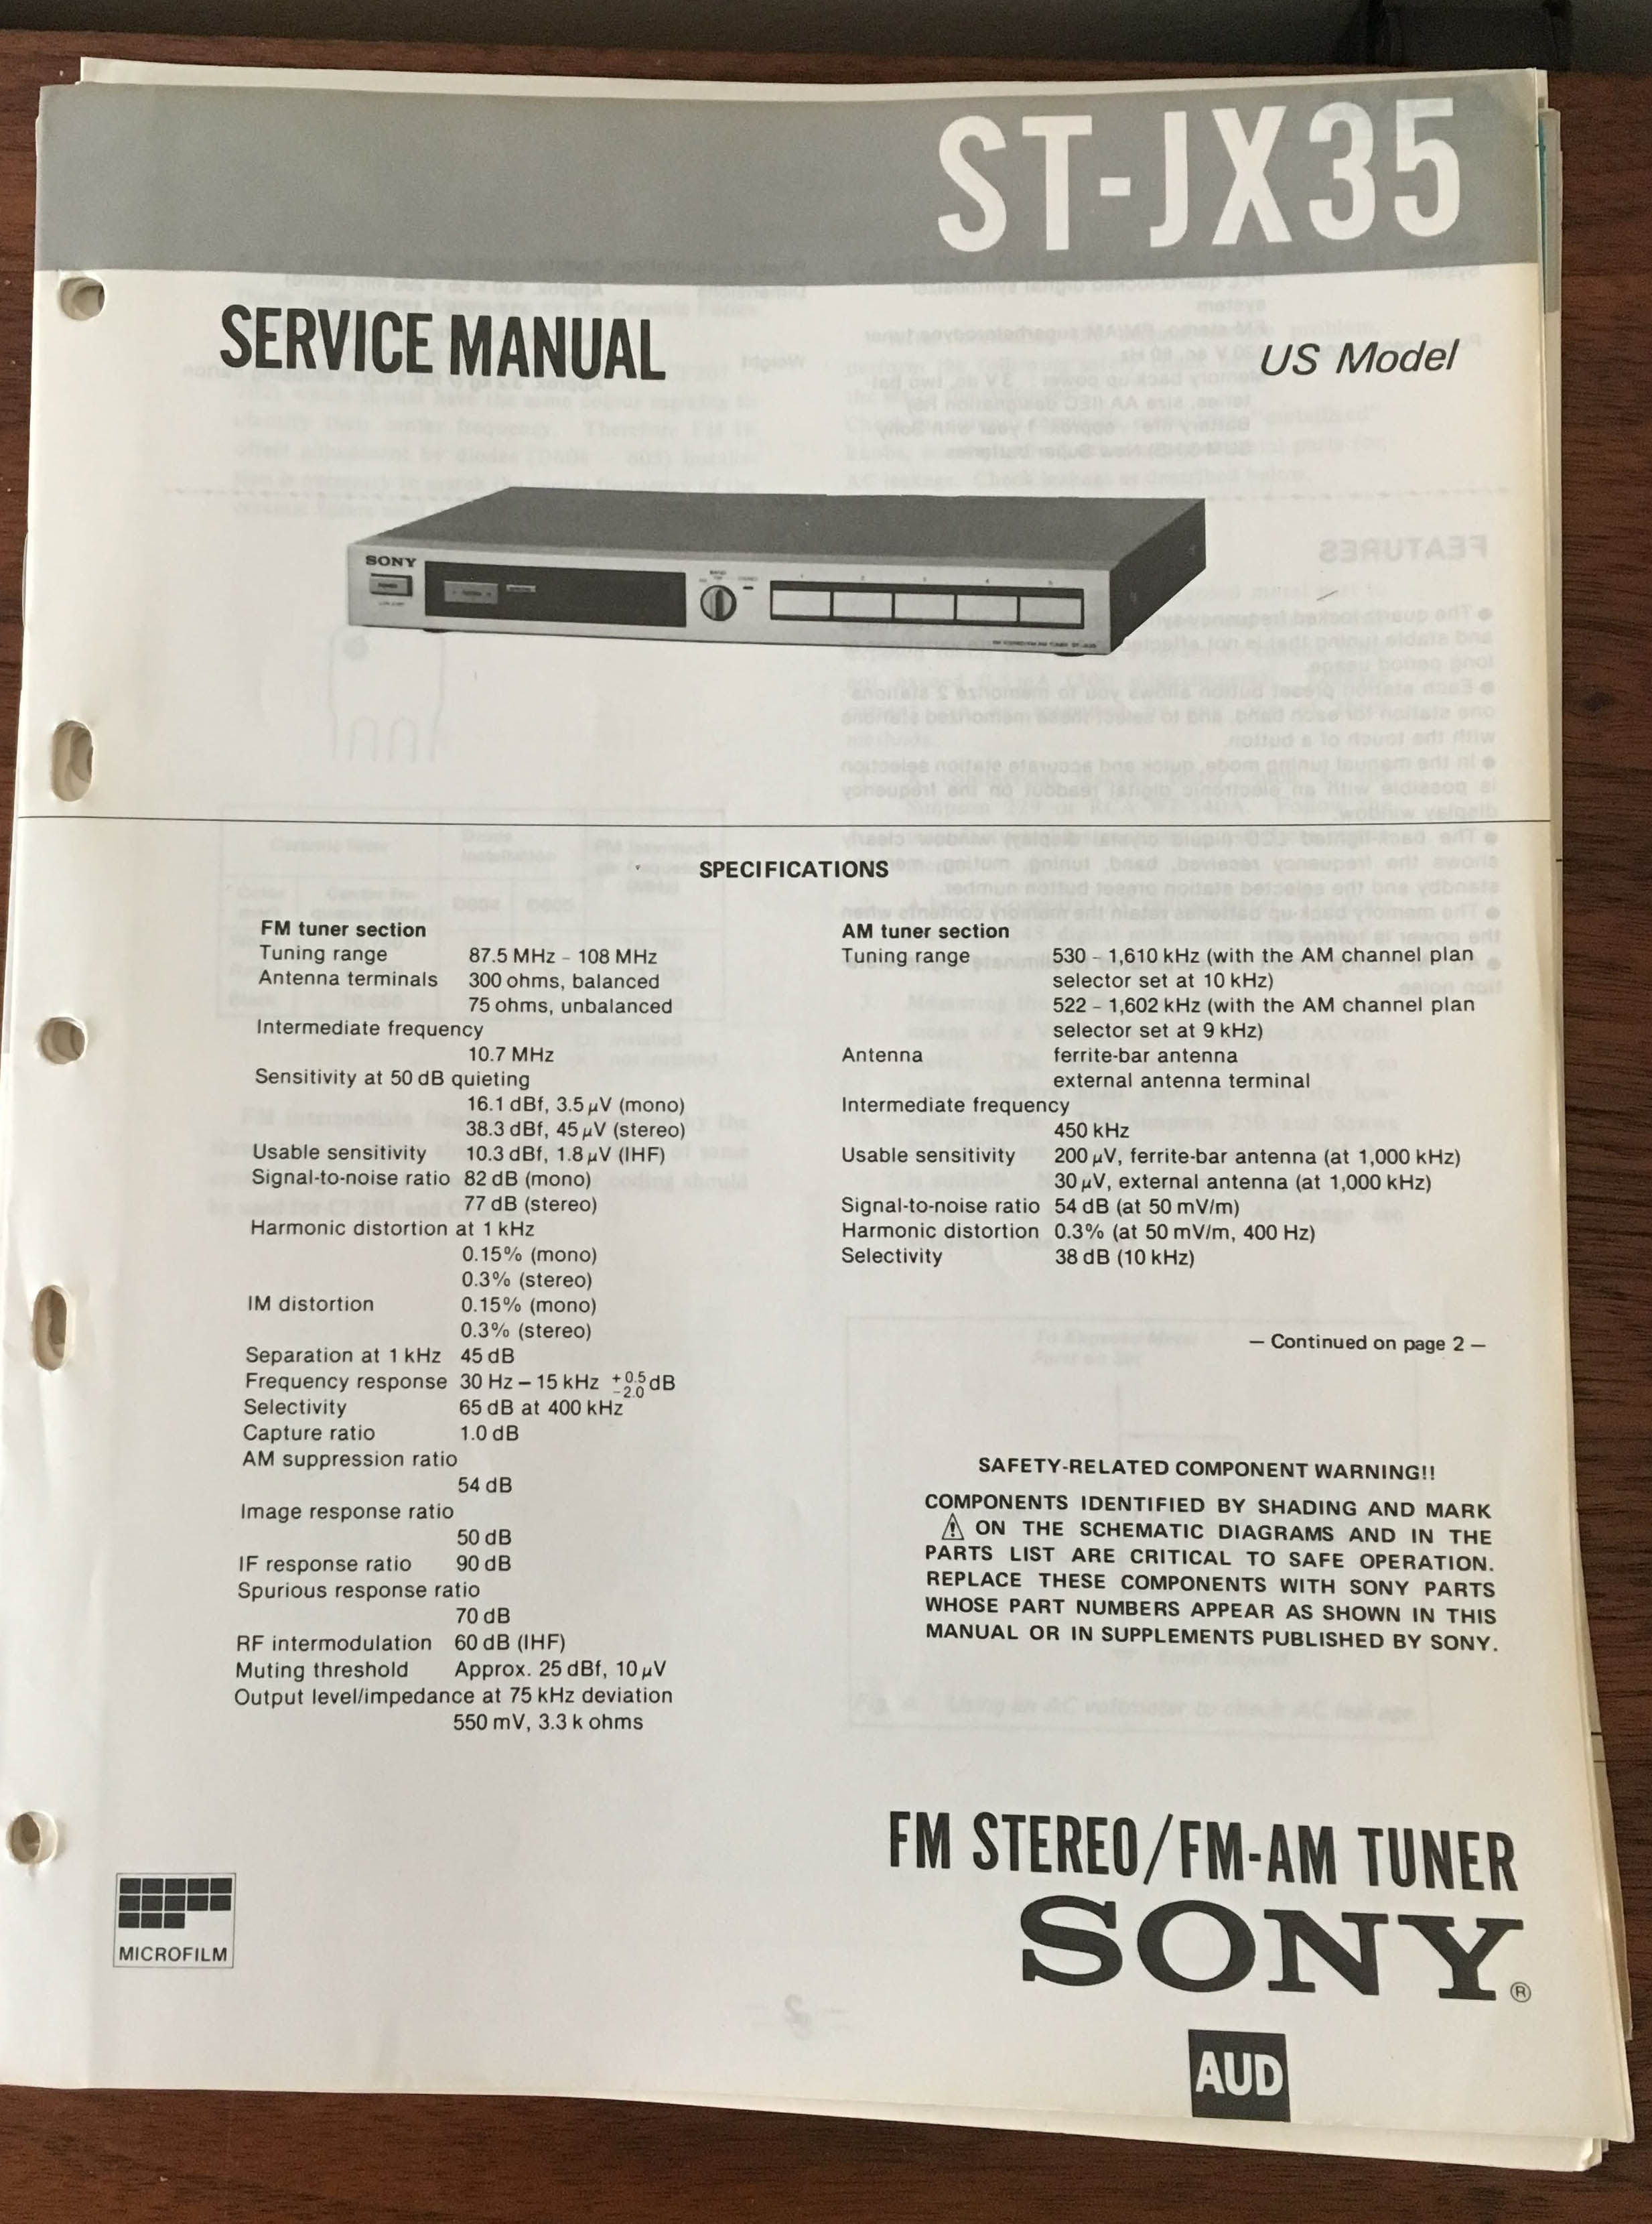 ST-JX35
SERVICE MANUAL
US Model
SONY
SPECIFICATIONS
FM tuner section
Tuning range 87.5 MHz – 108 MHz
Antenna terminals 300 ohms, balanced
75 ohms, unbalanced
Intermediate frequency
10.7 MHz
Sensitivity at 50 dB quieting
16.1 dBf, 3.5 μV (mono)
38.3 dBf, 45 μV (stereo)
Usable sensitivity 10.3 dBf, 1.8 μV (IHF)
Signal-to-noise ratio 82 dB (mono)
77 dB (stereo)
Harmonic distortion at 1 kHz
0.15% (mono)
0.3% (stereo)
IM distortion 0.15% (mono)
0.3% (stereo)
Separation at 1 kHz 45 dB
Frequency response 30 Hz – 15 kHz +0.5 −2.0 dB
Selectivity 65 dB at 400 kHz
Capture ratio 1.0 dB
AM suppression ratio
54 dB
Image response ratio
50 dB
IF response ratio 90 dB
Spurious response ratio
70 dB
RF intermodulation 60 dB (IHF)
Muting threshold Approx. 25 dBf, 10 μV
Output level/impedance at 75 kHz deviation
550 mV, 3.3 k ohms
AM tuner section
Tuning range 530 – 1,610 kHz (with the AM channel plan
selector set at 10 kHz)
522 – 1,602 kHz (with the AM channel plan
selector set at 9 kHz)
Antenna ferrite-bar antenna
external antenna terminal
Intermediate frequency
450 kHz
Usable sensitivity 200 μV, ferrite-bar antenna (at 1,000 kHz)
30 μV, external antenna (at 1,000 kHz)
Signal-to-noise ratio 54 dB (at 50 mV/m)
Harmonic distortion 0.3% (at 50 mV/m, 400 Hz)
Selectivity 38 dB (10 kHz)
— Continued on page 2 —
SAFETY-RELATED COMPONENT WARNING!!
COMPONENTS IDENTIFIED BY SHADING AND MARK
⚠ ON THE SCHEMATIC DIAGRAMS AND IN THE
PARTS LIST ARE CRITICAL TO SAFE OPERATION.
REPLACE THESE COMPONENTS WITH SONY PARTS
WHOSE PART NUMBERS APPEAR AS SHOWN IN THIS
MANUAL OR IN SUPPLEMENTS PUBLISHED BY SONY.
FM STEREO/FM-AM TUNER
SONY®
MICROFILM
AUD